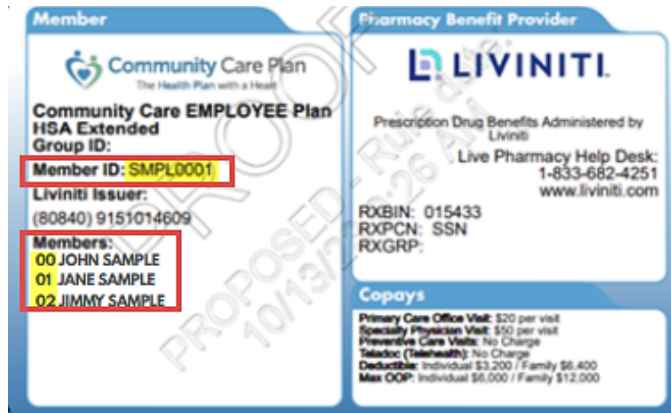 Member
Community Care Plan
The Health Plan with a Heart
Community Care EMPLOYEE Plan
HSA Extended
Group ID:
Member ID: SMPL0001
Liviniti Issuer:
(80840) 9151014609
Members:
00 JOHN SAMPLE
01 JANE SAMPLE
02 JIMMY SAMPLE
Pharmacy Benefit Provider
LIVINITI
Prescription Drug Benefits Administered by
Liviniti
Live Pharmacy Help Desk:
1-833-682-4251
www.liviniti.com
RXBIN: 015433
RXPCN: SSN
RXGRP:
Copays
Primary Care Office Visit: $20 per visit
Specialty Physician Visit: $50 per visit
Preventive Care Visits: No Charge
Teladoc (Telehealth): No Charge
Deductible: Individual $3,200 / Family $6,400
Max OOP: Individual $6,000 / Family $12,000
PROOF
PROPOSED - Rule date: